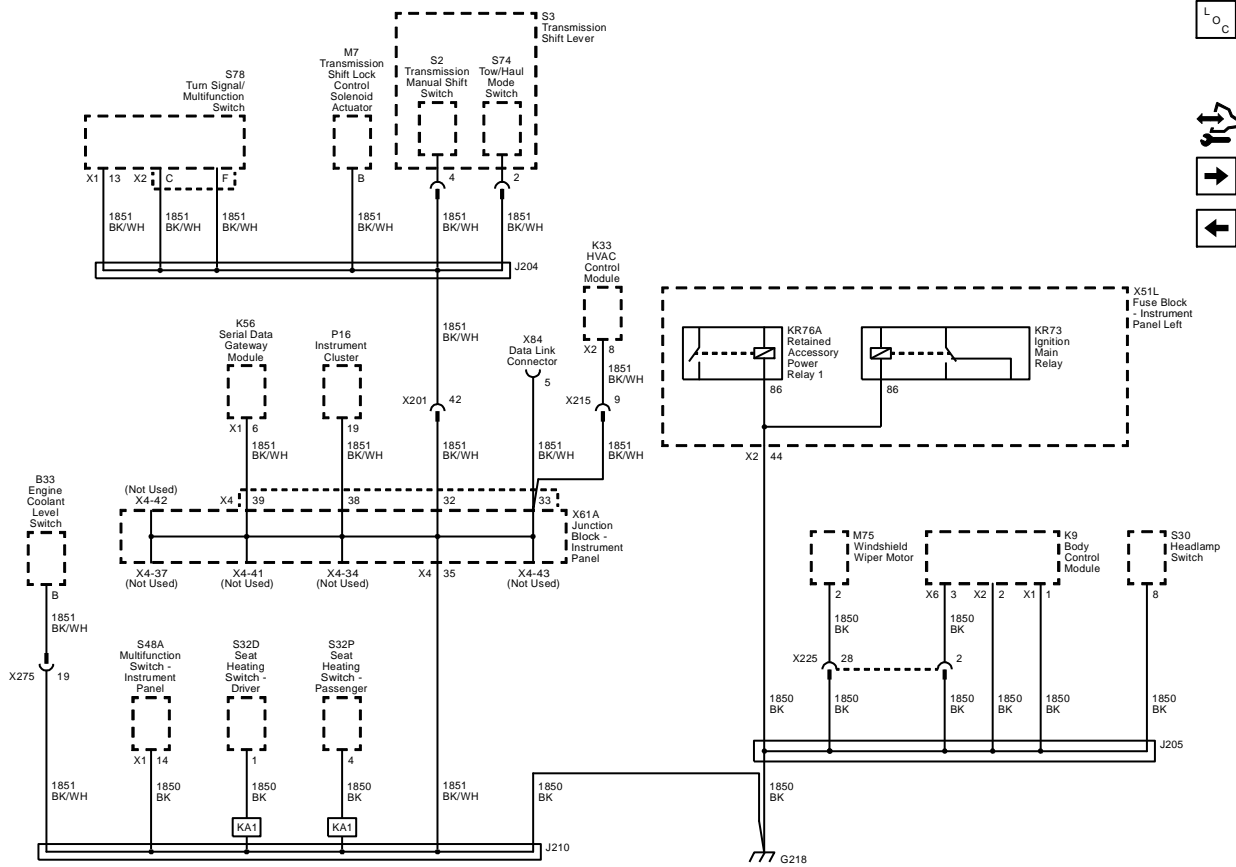 L
O
C
S3
Transmission
Shift Lever
S78
Turn Signal/
Multifunction
Switch
M7
Transmission
Shift Lock
Control
Solenoid
Actuator
S2
Transmission
Manual Shift
Switch
S74
Tow/Haul
Mode
Switch
X1 13 X2 C F
B
4
2
1851
BK/WH
1851
BK/WH
1851
BK/WH
1851
BK/WH
1851
BK/WH
1851
BK/WH
J204
K33
HVAC
Control
Module
X2 8
1851
BK/WH
X215 9
1851
BK/WH
K56
Serial Data
Gateway
Module
P16
Instrument
Cluster
1851
BK/WH
X84
Data Link
Connector
5
X201 42
X1 6
19
1851
BK/WH
1851
BK/WH
1851
BK/WH
1851
BK/WH
X51L
Fuse Block
- Instrument
Panel Left
KR76A
Retained
Accessory
Power
Relay 1
KR73
Ignition
Main
Relay
86
86
X2 44
B33
Engine
Coolant
Level
Switch
B
1851
BK/WH
X275 19
1851
BK/WH
(Not Used)
X4-42
X4 39
38
32
33
X61A
Junction
Block -
Instrument
Panel
X4-37
(Not Used)
X4-41
(Not Used)
X4-34
(Not Used)
X4 35
X4-43
(Not Used)
S48A
Multifunction
Switch -
Instrument
Panel
S32D
Seat
Heating
Switch -
Driver
S32P
Seat
Heating
Switch -
Passenger
X1 14
1
4
1850
BK
1850
BK
1850
BK
1851
BK/WH
1850
BK
KA1
KA1
J210
M75
Windshield
Wiper Motor
K9
Body
Control
Module
S30
Headlamp
Switch
2
X6 3 X2 2 X1 1
8
1850
BK
1850
BK
X225 28
2
1850
BK
1850
BK
1850
BK
1850
BK
1850
BK
1850
BK
J205
1850
BK
G218